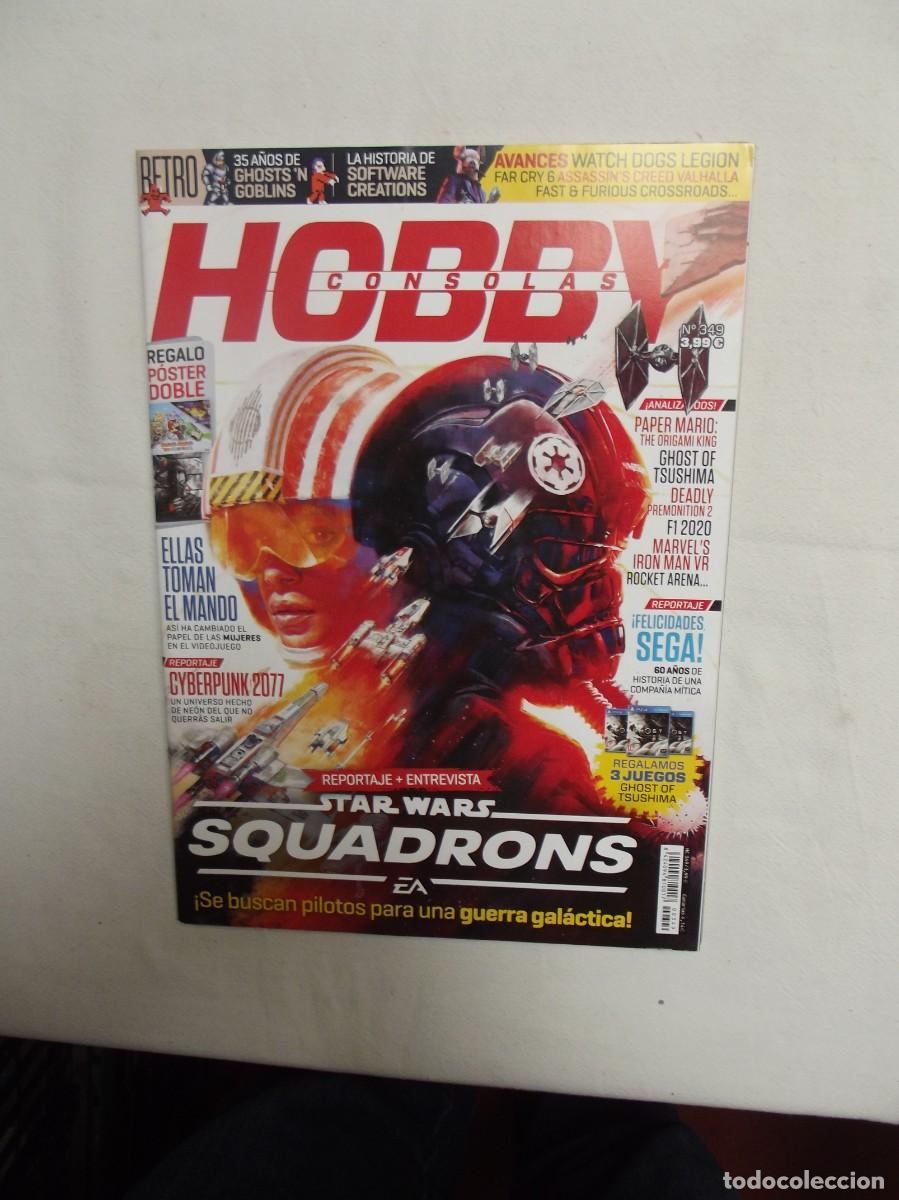 RETRO
35 AÑOS DE
GHOSTS 'N
GOBLINS
LA HISTORIA DE
SOFTWARE
CREATIONS
AVANCES WATCH DOGS LEGION
FAR CRY 6 ASSASSIN'S CREED VALHALLA
FAST & FURIOUS CROSSROADS...
HOBBY
CONSOLAS
Nº 349
3,99 €
REGALO
PÓSTER
DOBLE
¡ANALIZADOS!
PAPER MARIO:
THE ORIGAMI KING
GHOST OF
TSUSHIMA
DEADLY
PREMONITION 2
F1 2020
MARVEL'S
IRON MAN VR
ROCKET ARENA...
ELLAS
TOMAN
EL MANDO
ASÍ HA CAMBIADO EL
PAPEL DE LAS MUJERES
EN EL VIDEOJUEGO
REPORTAJE
CYBERPUNK 2077
UN UNIVERSO HECHO
DE NEÓN DEL QUE NO
QUERRÁS SALIR
REPORTAJE
¡FELICIDADES,
SEGA!
60 AÑOS DE
HISTORIA DE UNA
COMPAÑÍA MÍTICA
REGALAMOS
3 JUEGOS
GHOST OF
TSUSHIMA
REPORTAJE + ENTREVISTA
STAR WARS
SQUADRONS
EA
¡Se buscan pilotos para una guerra galáctica!
todocoleccion